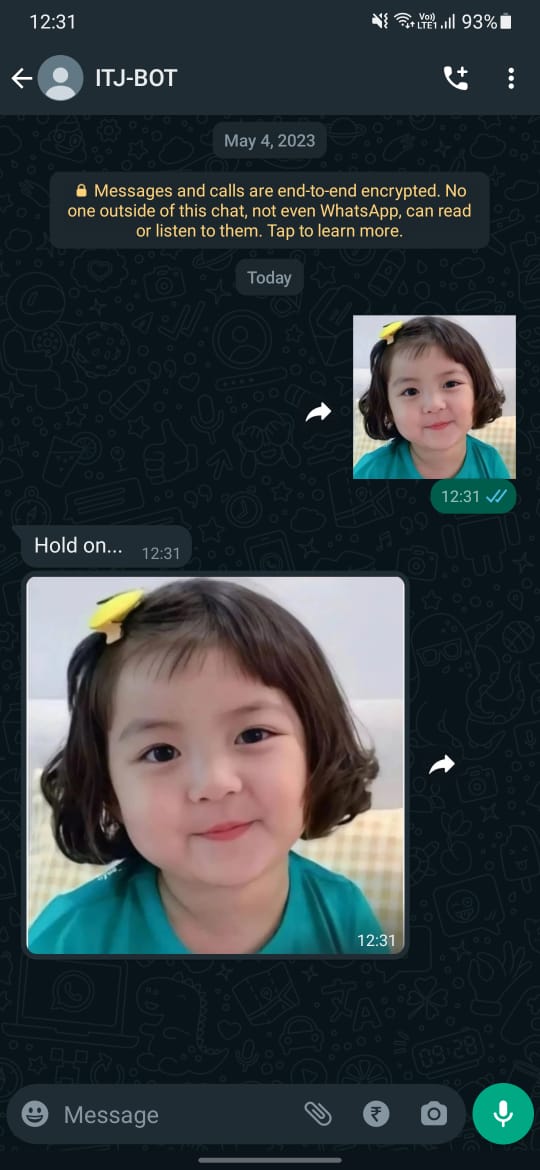 12:31 Vo)) LTE1 93%
ITJ-BOT
May 4, 2023
Messages and calls are end-to-end encrypted. No
one outside of this chat, not even WhatsApp, can read
or listen to them. Tap to learn more.
Today
12:31
Hold on... 12:31
12:31
Message ₹